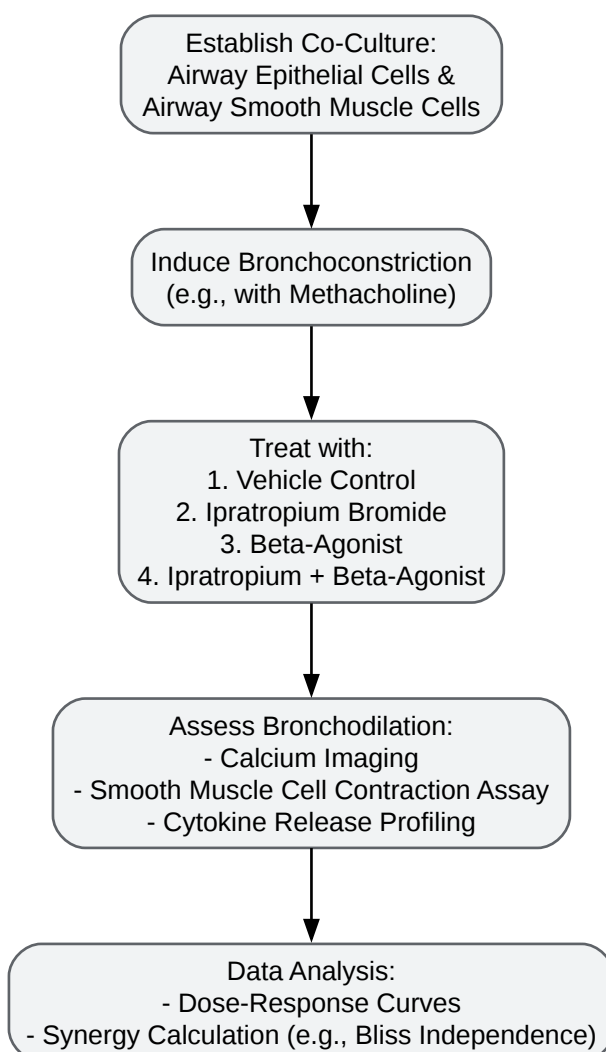 Establish Co-Culture:
Airway Epithelial Cells &
Airway Smooth Muscle Cells
Induce Bronchoconstriction
(e.g., with Methacholine)
Treat with:
1. Vehicle Control
2. Ipratropium Bromide
3. Beta-Agonist
4. Ipratropium + Beta-Agonist
Assess Bronchodilation:
- Calcium Imaging
- Smooth Muscle Cell Contraction Assay
- Cytokine Release Profiling
Data Analysis:
- Dose-Response Curves
- Synergy Calculation (e.g., Bliss Independence)